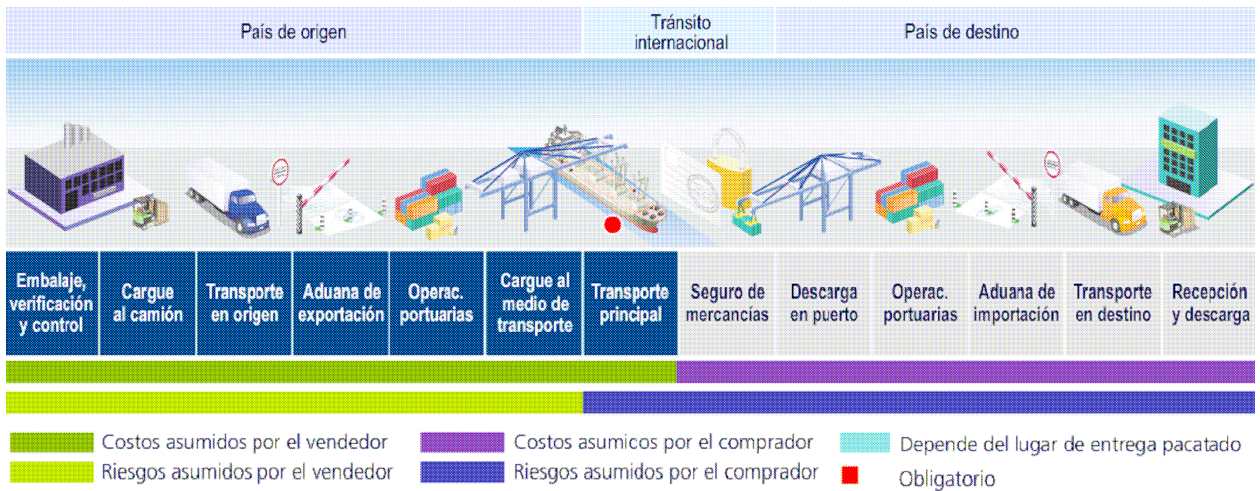 País de origen
Tránsito
internacional
País de destino
Embalaje,
verificación
y control
Cargue
al camión
Transporte
en origen
Aduana de
exportación
Operac.
portuarias
Cargue al
medio de
transporte
Transporte
principal
Seguro de
mercancías
Descarga
en puerto
Operac.
portuarias
Aduana de
importación
Transporte
en destino
Recepción
y descarga
Costos asumidos por el vendedor
Costos asumicos por el comprador
Depende del lugar de entrega pacatado
Riesgos asumidos por el vendedor
Riesgos asumidos por el comprador
Obligatorio